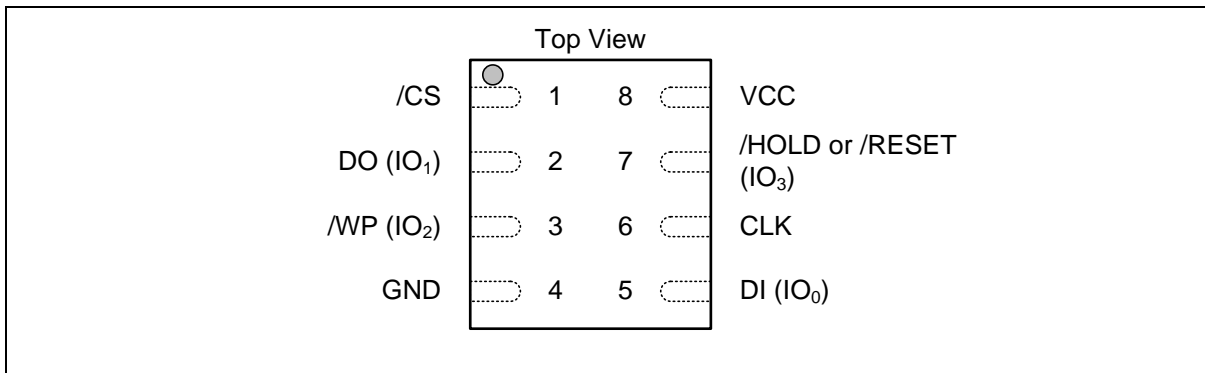 Top View
/CS 1 8 VCC
DO (IO₁) 2 7 /HOLD or /RESET
(IO₃)
/WP (IO₂) 3 6 CLK
GND 4 5 DI (IO₀)